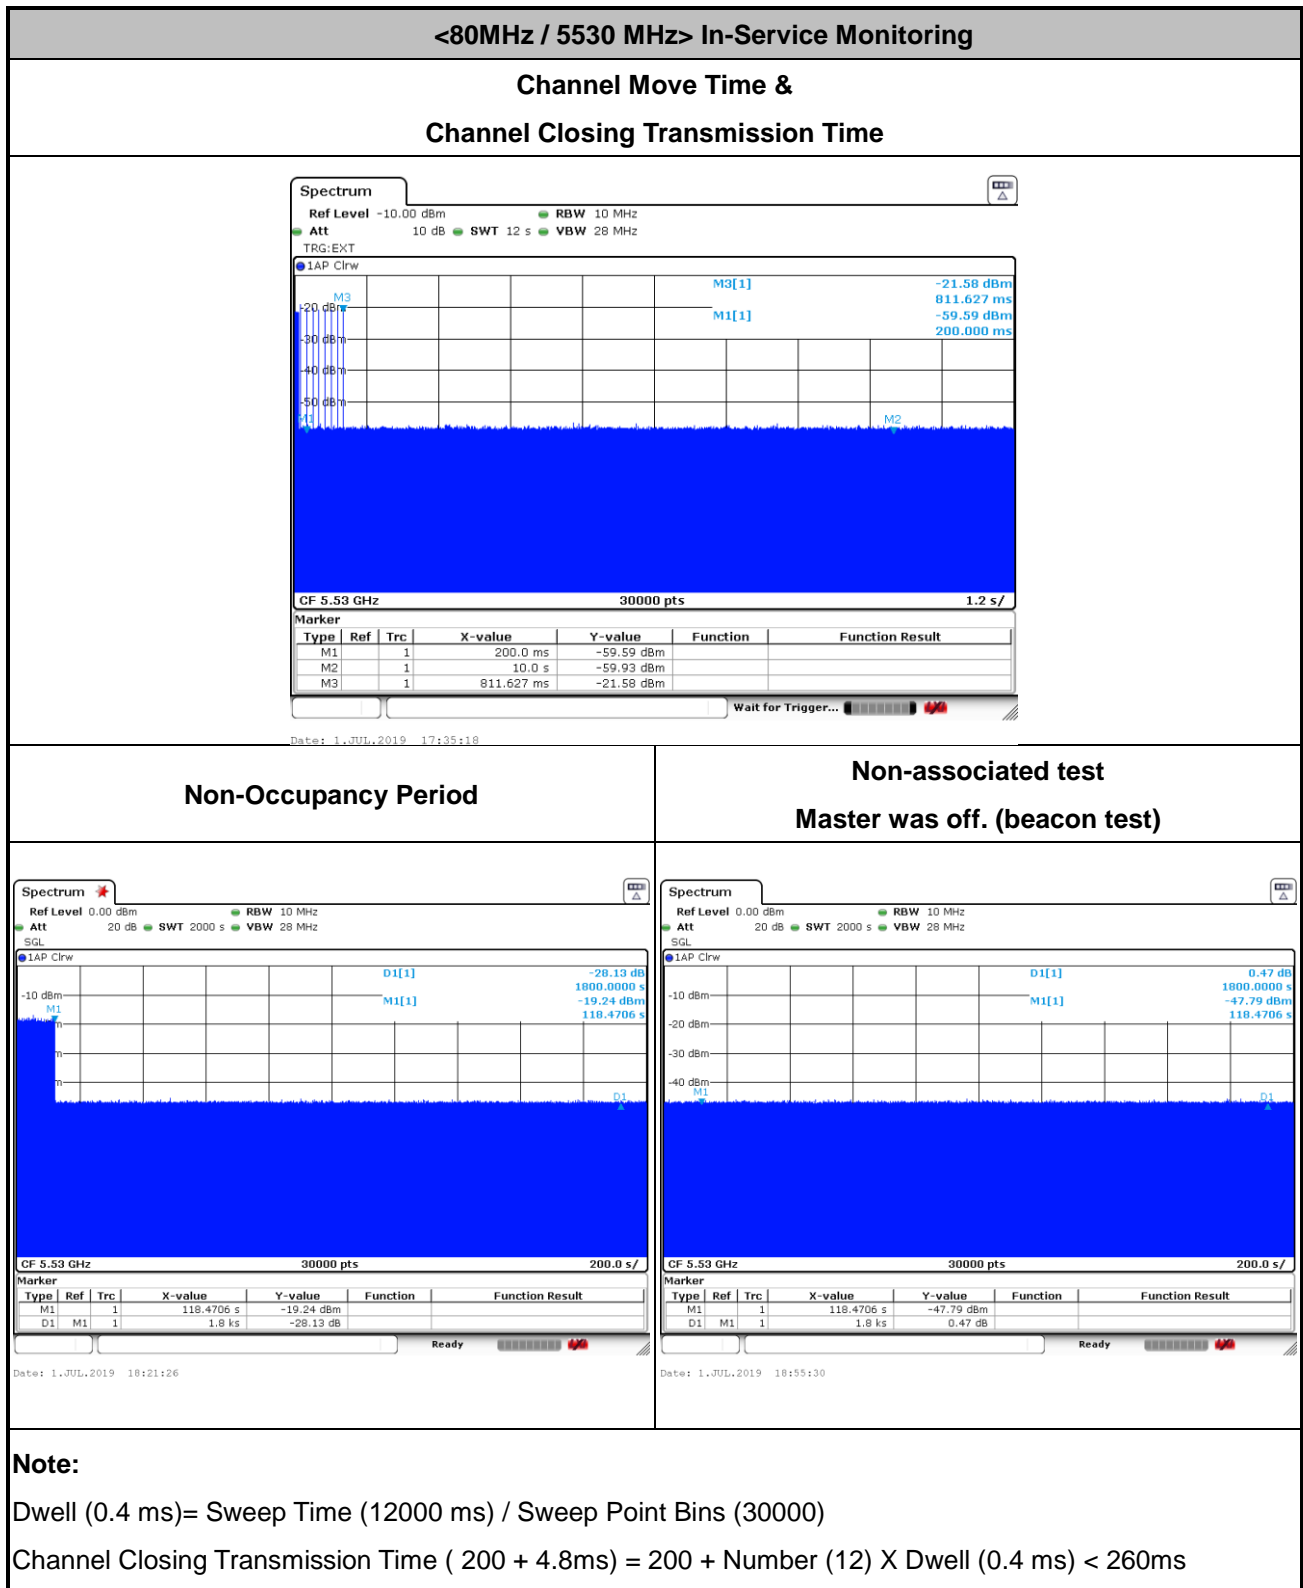 <80MHz / 5530 MHz> In-Service Monitoring
Channel Move Time &
Channel Closing Transmission Time
Spectrum
Ref Level -10.00 dBm RBW 10 MHz
Att 10 dB SWT 12 s VBW 28 MHz
TRG:EXT
1AP Clrw
M3[1] -21.58 dBm
811.627 ms
M1[1] -59.59 dBm
200.000 ms
M3
-20 dBm
-30 dBm
-40 dBm
-50 dBm
M1 M2
CF 5.53 GHz 30000 pts 1.2 s/
Marker
Type Ref Trc X-value Y-value Function Function Result
M1 1 200.0 ms -59.59 dBm
M2 1 10.0 s -59.93 dBm
M3 1 811.627 ms -21.58 dBm
Wait for Trigger...
Date: 1.JUL.2019 17:35:18
Non-Occupancy Period
Non-associated test
Master was off. (beacon test)
Spectrum
Ref Level 0.00 dBm RBW 10 MHz
Att 20 dB SWT 2000 s VBW 28 MHz
SGL
1AP Clrw
D1[1] -28.13 dB
1800.0000 s
M1[1] -19.24 dBm
118.4706 s
-10 dBm
M1
D1
CF 5.53 GHz 30000 pts 200.0 s/
Marker
Type Ref Trc X-value Y-value Function Function Result
M1 1 118.4706 s -19.24 dBm
D1 M1 1 1.8 ks -28.13 dB
Ready
Date: 1.JUL.2019 18:21:26
Spectrum
Ref Level 0.00 dBm RBW 10 MHz
Att 20 dB SWT 2000 s VBW 28 MHz
SGL
1AP Clrw
D1[1] 0.47 dB
1800.0000 s
M1[1] -47.79 dBm
118.4706 s
-10 dBm
-20 dBm
-30 dBm
-40 dBm
M1 D1
CF 5.53 GHz 30000 pts 200.0 s/
Marker
Type Ref Trc X-value Y-value Function Function Result
M1 1 118.4706 s -47.79 dBm
D1 M1 1 1.8 ks 0.47 dB
Ready
Date: 1.JUL.2019 18:55:30
Note:
Dwell (0.4 ms)= Sweep Time (12000 ms) / Sweep Point Bins (30000)
Channel Closing Transmission Time ( 200 + 4.8ms) = 200 + Number (12) X Dwell (0.4 ms) < 260ms